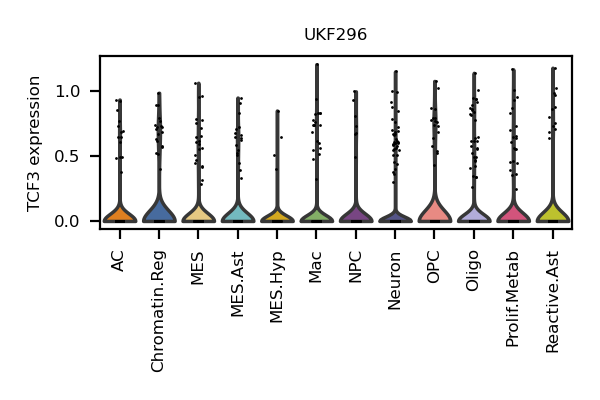 UKF296
TCF3 expression
1.0
0.5
0.0
AC
Chromatin.Reg
MES
MES.Ast
MES.Hyp
Mac
NPC
Neuron
OPC
Oligo
Prolif.Metab
Reactive.Ast